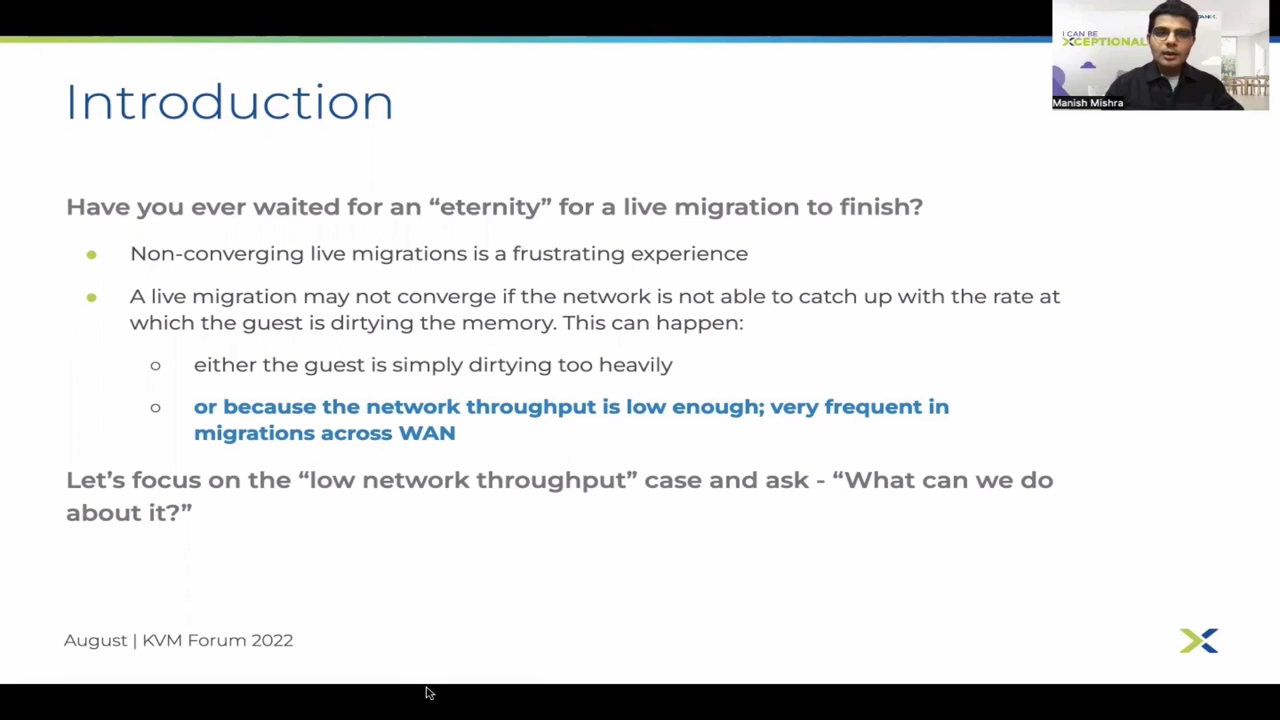 I CAN BE
XCEPTIONAL
Manish Mishra
Introduction
Have you ever waited for an “eternity” for a live migration to finish?
● Non-converging live migrations is a frustrating experience
● A live migration may not converge if the network is not able to catch up with the rate at
which the guest is dirtying the memory. This can happen:
○ either the guest is simply dirtying too heavily
○ or because the network throughput is low enough; very frequent in
migrations across WAN
Let’s focus on the “low network throughput” case and ask - “What can we do
about it?”
August | KVM Forum 2022